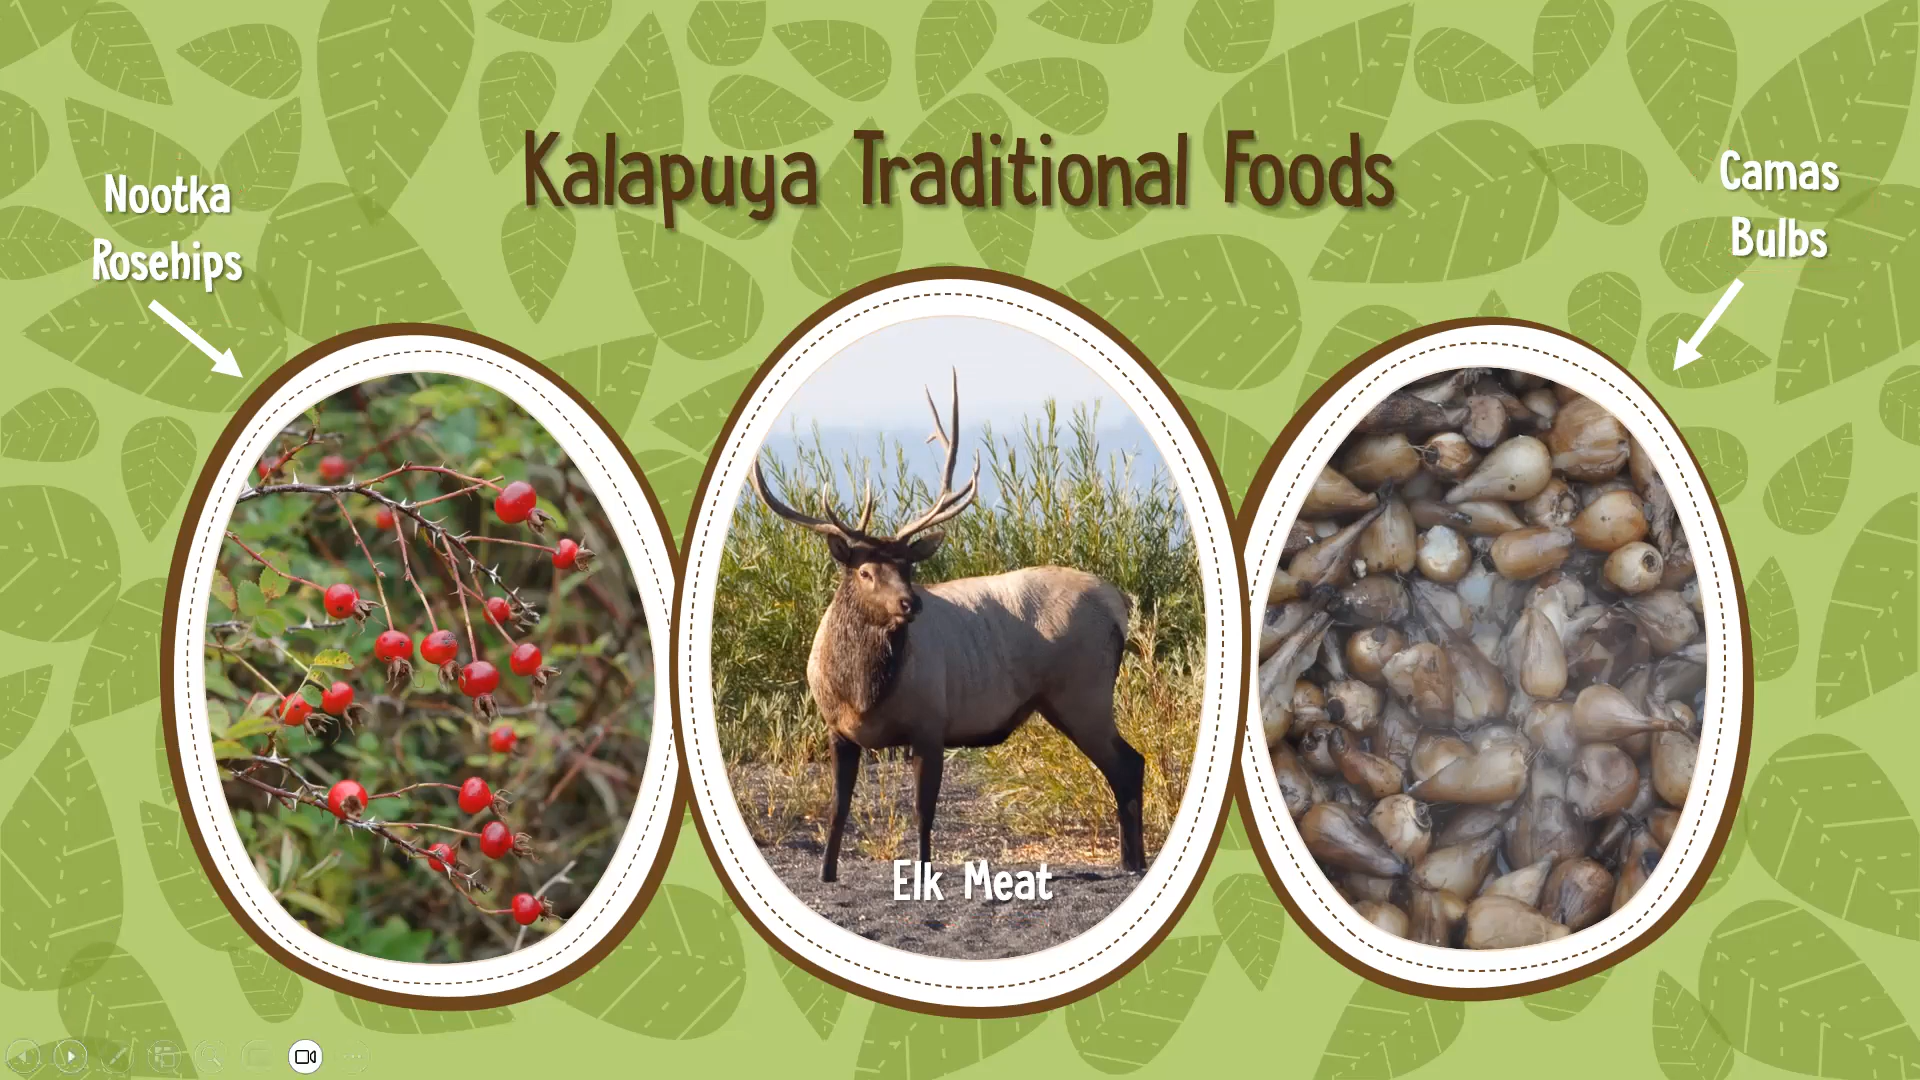 Kalapuya Traditional Foods
Nootka
Rosehips
Camas
Bulbs
Elk Meat